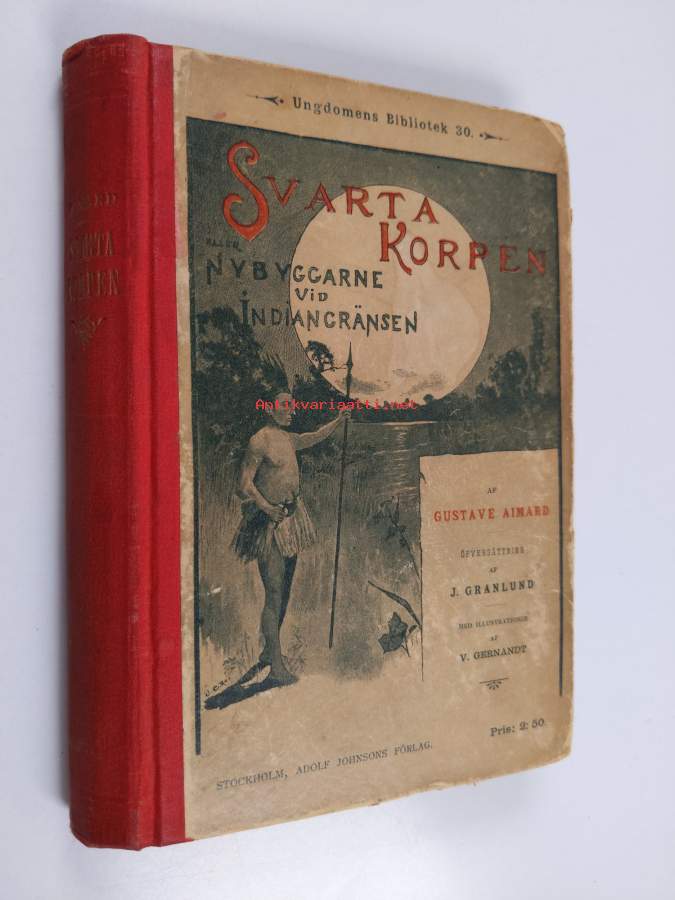 Ungdomens Bibliotek 30.
SVARTA
KORPEN
ELLER
NYBYGGARNE
VID
INDIANGRÄNSEN
Antikvariaatti.net
AF
GUSTAVE AIMARD
ÖFVERSÄTTNING
AF
J. GRANLUND
MED ILLUSTRATIONER
AF
V. GERNANDT
Pris: 2: 50.
STOCKHOLM, ADOLF JOHNSONS FÖRLAG.
SVARTA
KORPEN